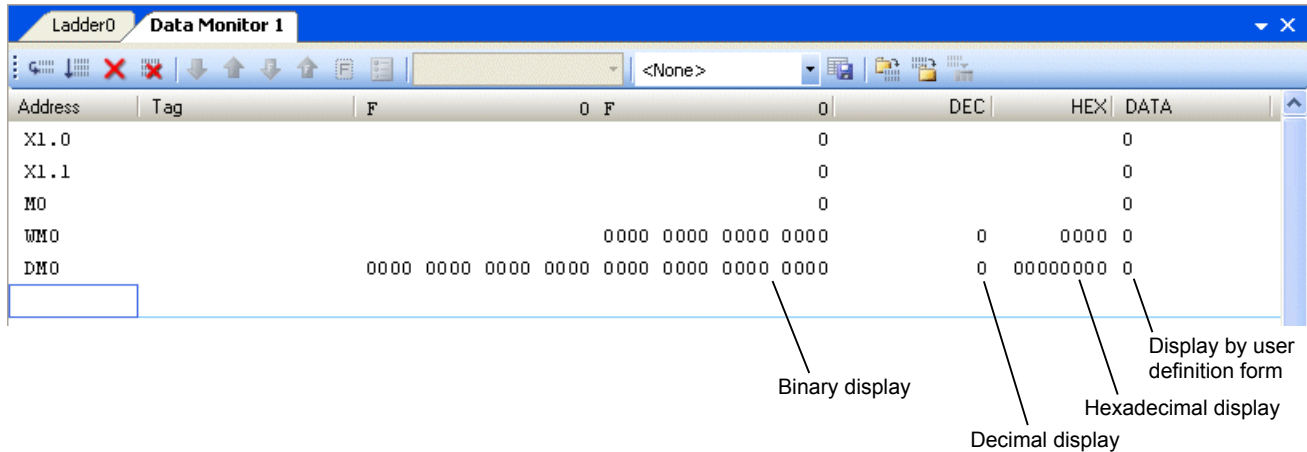 Ladder0 Data Monitor 1
F <None>
Address Tag F 0 F 0 DEC HEX DATA
X1.0 0 0
X1.1 0 0
M0 0 0
WM0 0000 0000 0000 0000 0 0000 0
DM0 0000 0000 0000 0000 0000 0000 0000 0000 0 00000000 0
Display by user
definition form
Binary display
Hexadecimal display
Decimal display